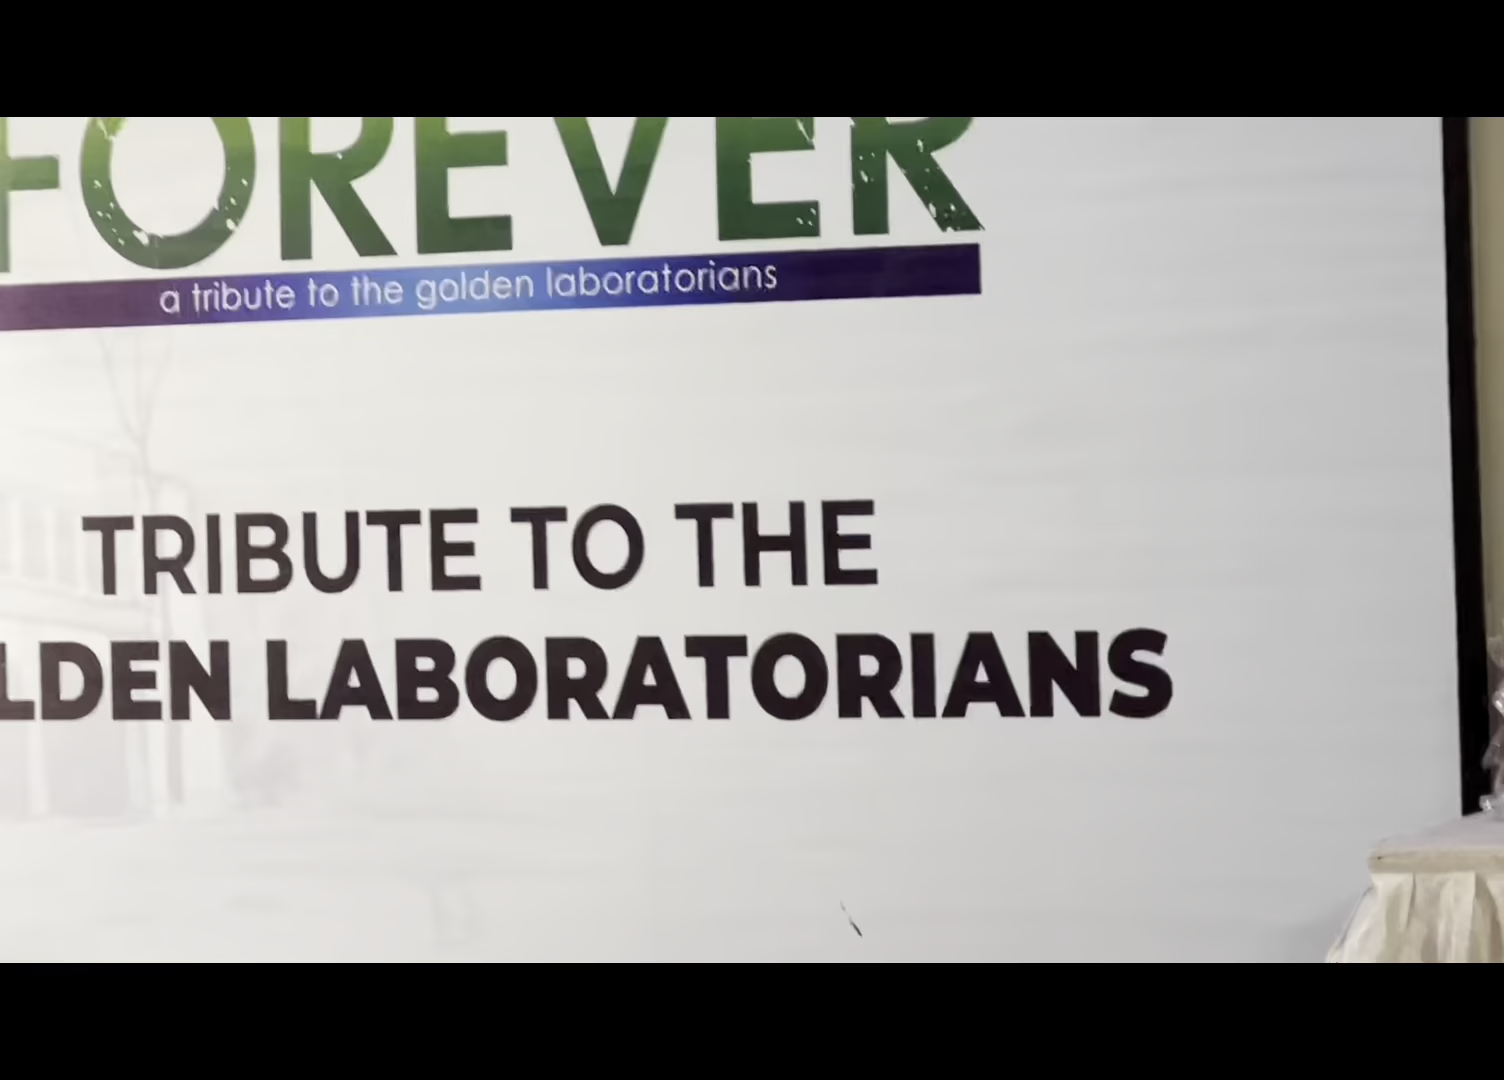 FOREVER
a tribute to the golden laboratorians
TRIBUTE TO THE
LDEN LABORATORIANS